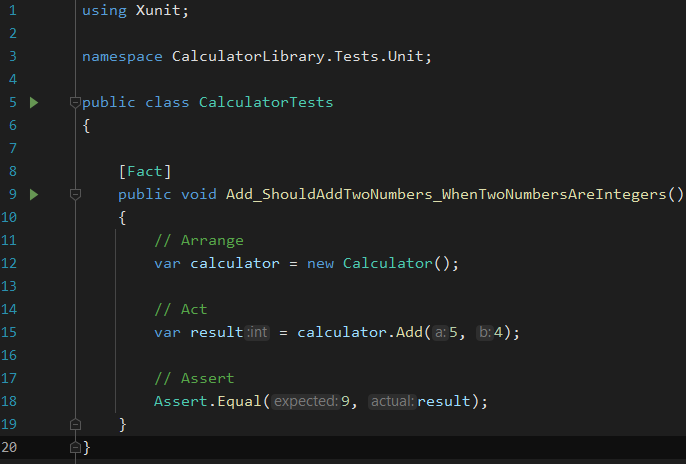 1 using Xunit;
2
3 namespace CalculatorLibrary.Tests.Unit;
4
5 public class CalculatorTests
6 {
7
8 [Fact]
9 public void Add_ShouldAddTwoNumbers_WhenTwoNumbersAreIntegers()
10 {
11 // Arrange
12 var calculator = new Calculator();
13
14 // Act
15 var result:int = calculator.Add(a:5, b:4);
16
17 // Assert
18 Assert.Equal(expected:9, actual:result);
19 }
20 }